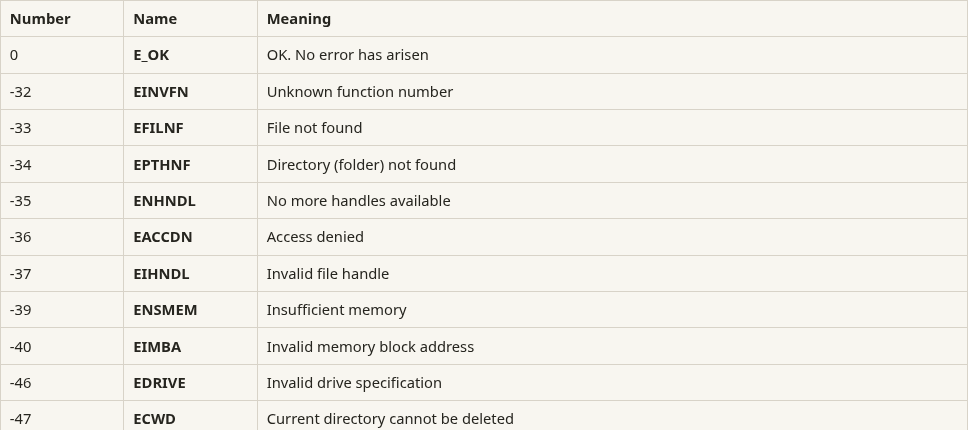 Number Name Meaning
0 E_OK OK. No error has arisen
-32 EINVFN Unknown function number
-33 EFILNF File not found
-34 EPTHNF Directory (folder) not found
-35 ENHNDL No more handles available
-36 EACCDN Access denied
-37 EIHNDL Invalid file handle
-39 ENSMEM Insufficient memory
-40 EIMBA Invalid memory block address
-46 EDRIVE Invalid drive specification
-47 ECWD Current directory cannot be deleted